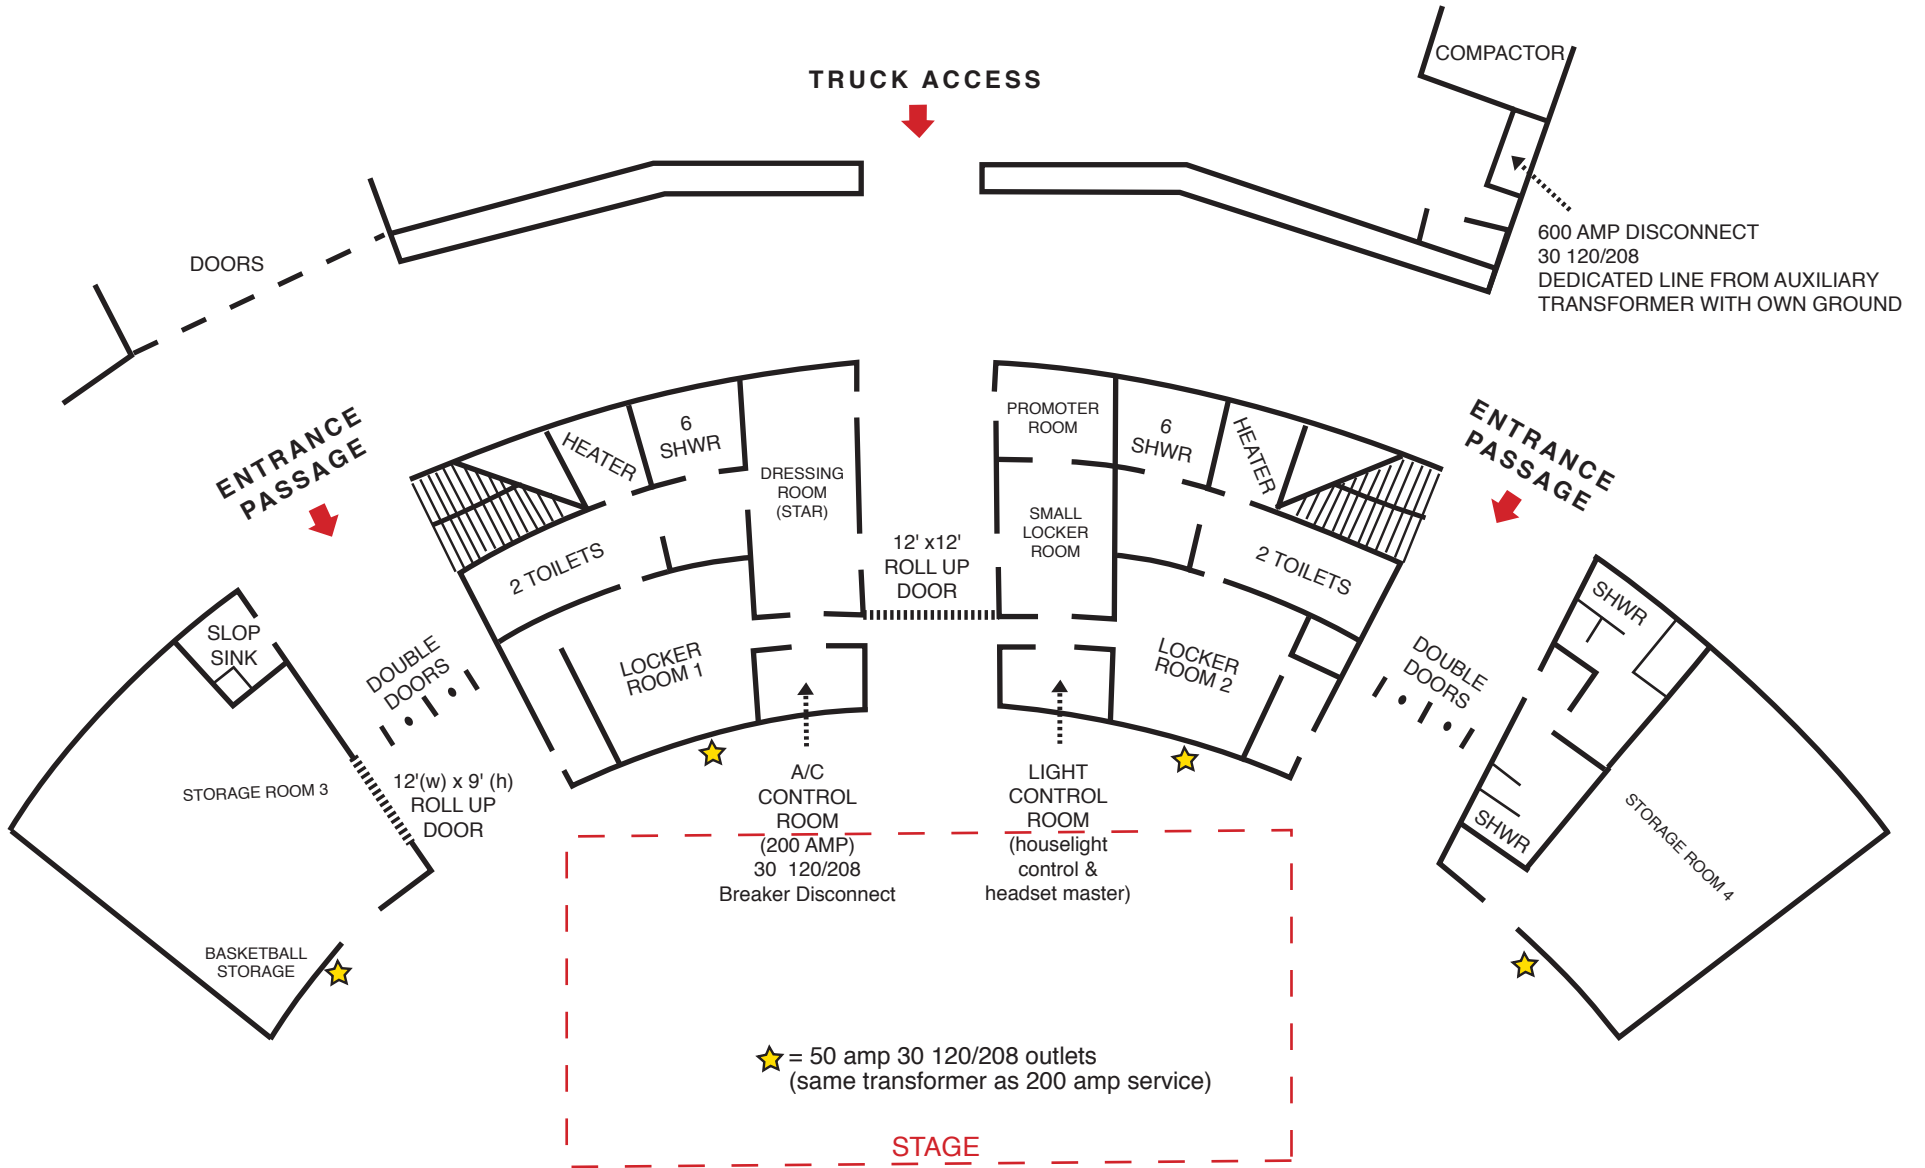 COMPACTOR
TRUCK ACCESS
600 AMP DISCONNECT
30 120/208
DEDICATED LINE FROM AUXILIARY
TRANSFORMER WITH OWN GROUND
DOORS
ENTRANCE
PASSAGE
HEATER
6
SHWR
DRESSING
ROOM
(STAR)
PROMOTER
ROOM
6
SHWR
HEATER
ENTRANCE
PASSAGE
SMALL
LOCKER
ROOM
12' x12'
ROLL UP
DOOR
2 TOILETS
2 TOILETS
SLOP
SINK
DOUBLE
DOORS
LOCKER
ROOM 1
LOCKER
ROOM 2
DOUBLE
DOORS
SHWR
STORAGE ROOM 3
12'(w) x 9' (h)
ROLL UP
DOOR
A/C
CONTROL
ROOM
(200 AMP)
30 120/208
Breaker Disconnect
LIGHT
CONTROL
ROOM
(houselight
control &
headset master)
SHWR
STORAGE ROOM 4
BASKETBALL
STORAGE
= 50 amp 30 120/208 outlets
(same transformer as 200 amp service)
STAGE